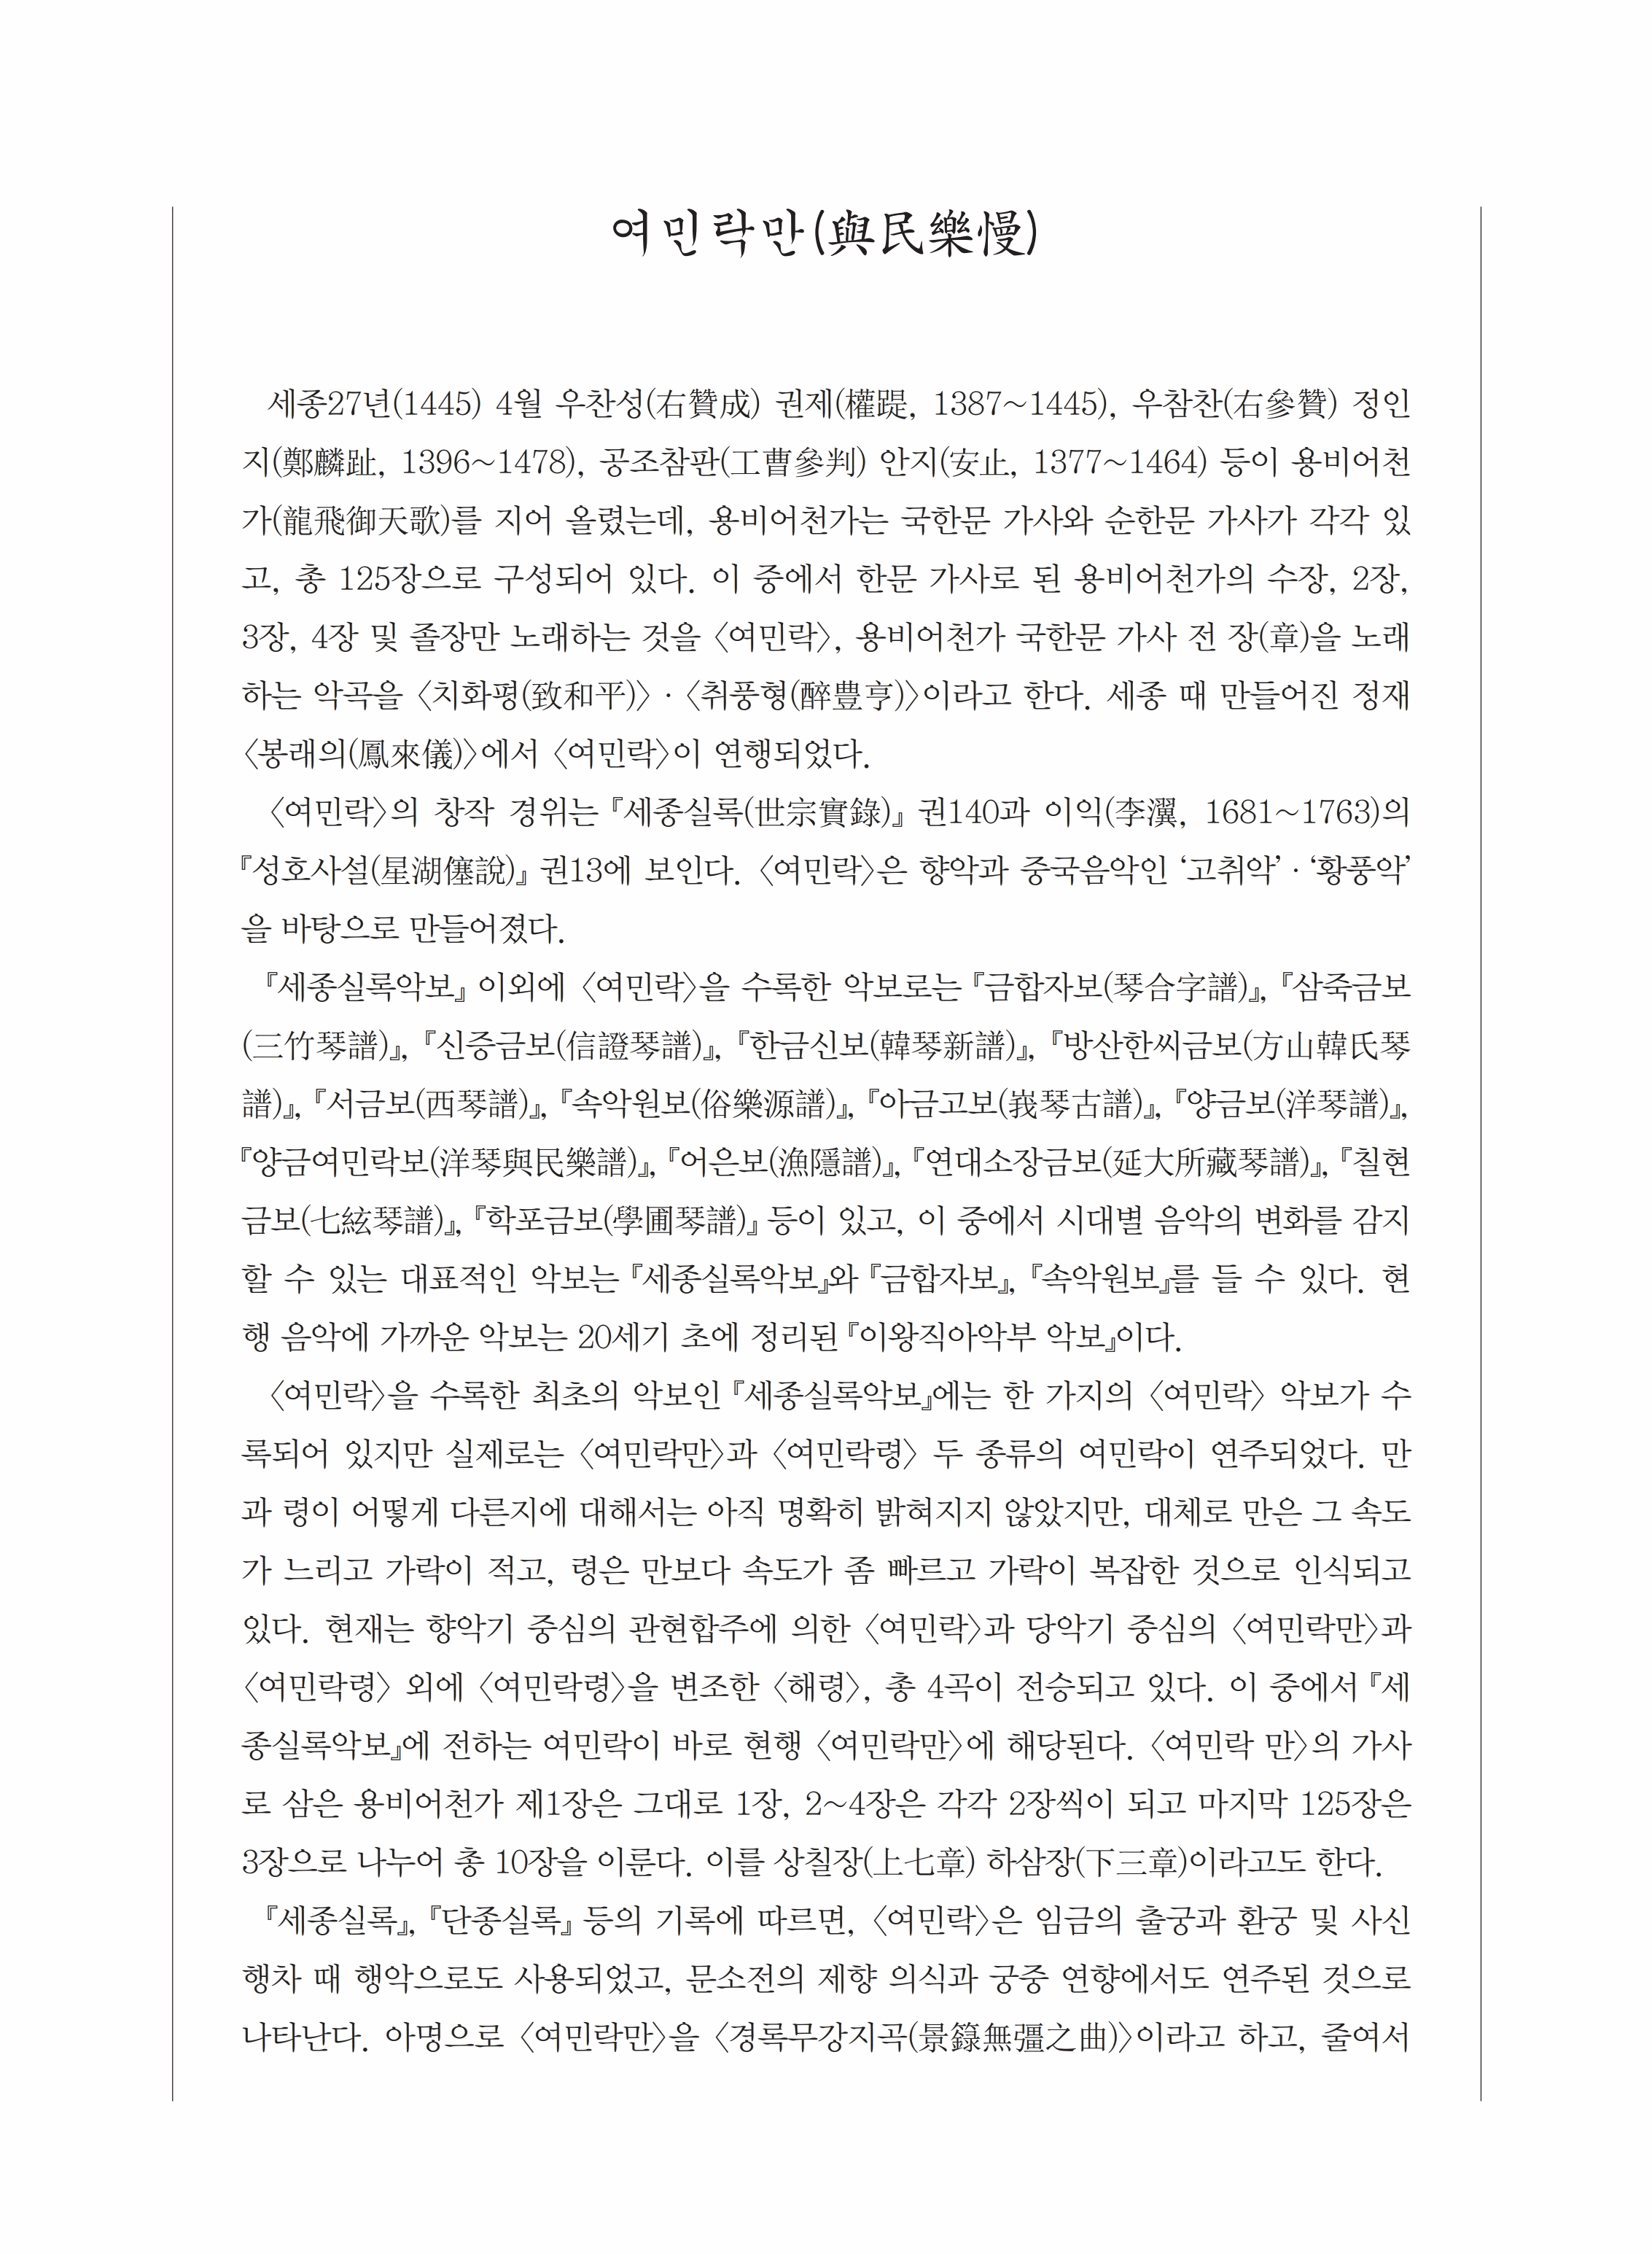 여민락만(與民樂慢)
세종27년(1445) 4월 우찬성(右贊成) 권제(權踶, 1387~1445), 우참찬(右參贊) 정인
지(鄭麟趾, 1396~1478), 공조참판(工曹參判) 안지(安止, 1377~1464) 등이 용비어천
가(龍飛御天歌)를 지어 올렸는데, 용비어천가는 국한문 가사와 순한문 가사가 각각 있
고, 총 125장으로 구성되어 있다. 이 중에서 한문 가사로 된 용비어천가의 수장, 2장,
3장, 4장 및 졸장만 노래하는 것을 〈여민락〉, 용비어천가 국한문 가사 전 장(章)을 노래
하는 악곡을 〈치화평(致和平)〉·〈취풍형(醉豊亨)〉이라고 한다. 세종 때 만들어진 정재
〈봉래의(鳳來儀)〉에서 〈여민락〉이 연행되었다.
〈여민락〉의 창작 경위는 『세종실록(世宗實錄)』 권140과 이익(李瀷, 1681~1763)의
『성호사설(星湖僿說)』 권13에 보인다. 〈여민락〉은 향악과 중국음악인 ‘고취악’·‘황풍악’
을 바탕으로 만들어졌다.
『세종실록악보』 이외에 〈여민락〉을 수록한 악보로는 『금합자보(琴合字譜)』, 『삼죽금보
(三竹琴譜)』, 『신증금보(信證琴譜)』, 『한금신보(韓琴新譜)』, 『방산한씨금보(方山韓氏琴
譜)』, 『서금보(西琴譜)』, 『속악원보(俗樂源譜)』, 『아금고보(峩琴古譜)』, 『양금보(洋琴譜)』,
『양금여민락보(洋琴與民樂譜)』, 『어은보(漁隱譜)』, 『연대소장금보(延大所藏琴譜)』, 『칠현
금보(七絃琴譜)』, 『학포금보(學圃琴譜)』 등이 있고, 이 중에서 시대별 음악의 변화를 감지
할 수 있는 대표적인 악보는 『세종실록악보』와 『금합자보』, 『속악원보』를 들 수 있다. 현
행 음악에 가까운 악보는 20세기 초에 정리된 『이왕직아악부 악보』이다.
〈여민락〉을 수록한 최초의 악보인 『세종실록악보』에는 한 가지의 〈여민락〉 악보가 수
록되어 있지만 실제로는 〈여민락만〉과 〈여민락령〉 두 종류의 여민락이 연주되었다. 만
과 령이 어떻게 다른지에 대해서는 아직 명확히 밝혀지지 않았지만, 대체로 만은 그 속도
가 느리고 가락이 적고, 령은 만보다 속도가 좀 빠르고 가락이 복잡한 것으로 인식되고
있다. 현재는 향악기 중심의 관현합주에 의한 〈여민락〉과 당악기 중심의 〈여민락만〉과
〈여민락령〉 외에 〈여민락령〉을 변조한 〈해령〉, 총 4곡이 전승되고 있다. 이 중에서 『세
종실록악보』에 전하는 여민락이 바로 현행 〈여민락만〉에 해당된다. 〈여민락 만〉의 가사
로 삼은 용비어천가 제1장은 그대로 1장, 2~4장은 각각 2장씩이 되고 마지막 125장은
3장으로 나누어 총 10장을 이룬다. 이를 상칠장(上七章) 하삼장(下三章)이라고도 한다.
『세종실록』, 『단종실록』 등의 기록에 따르면, 〈여민락〉은 임금의 출궁과 환궁 및 사신
행차 때 행악으로도 사용되었고, 문소전의 제향 의식과 궁중 연향에서도 연주된 것으로
나타난다. 아명으로 〈여민락만〉을 〈경록무강지곡(景籙無彊之曲)〉이라고 하고, 줄여서